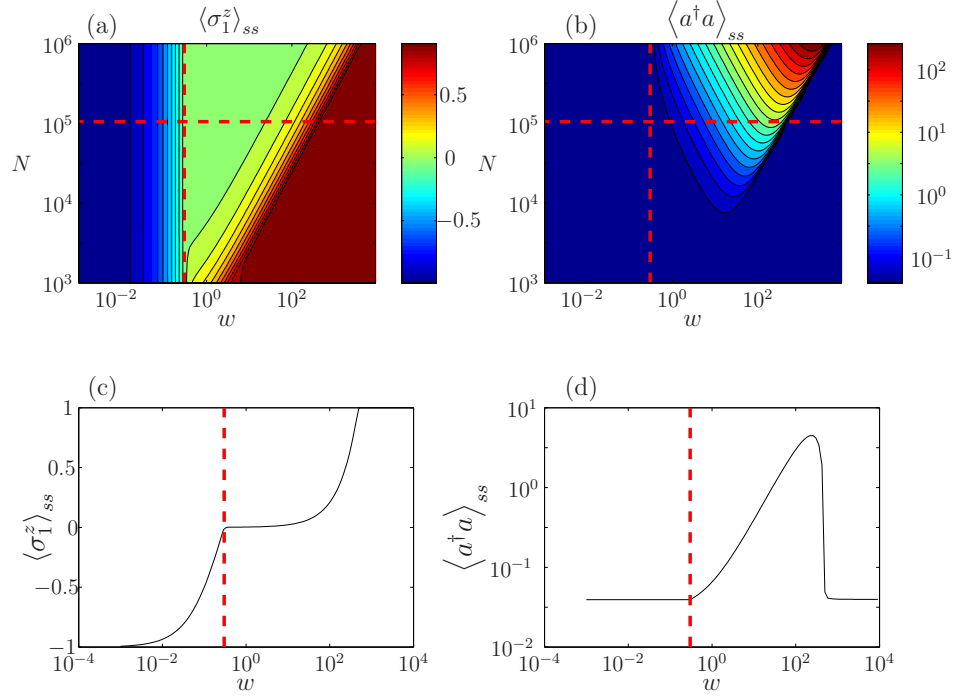 (a) ⟨σ₁ᶻ⟩ₛₛ
10⁶
10⁵
N
10⁴
10³
10⁻² 10⁰ 10²
w
0.5
0
−0.5
(b) ⟨a†a⟩ₛₛ
10⁶
10⁵
N
10⁴
10³
10⁻² 10⁰ 10²
w
10²
10¹
10⁰
10⁻¹
(c)
1
0.5
0
−0.5
−1
⟨σ₁ᶻ⟩ₛₛ
10⁻⁴ 10⁻² 10⁰ 10² 10⁴
w
(d)
10¹
10⁰
10⁻¹
10⁻²
⟨a†a⟩ₛₛ
10⁻⁴ 10⁻² 10⁰ 10² 10⁴
w